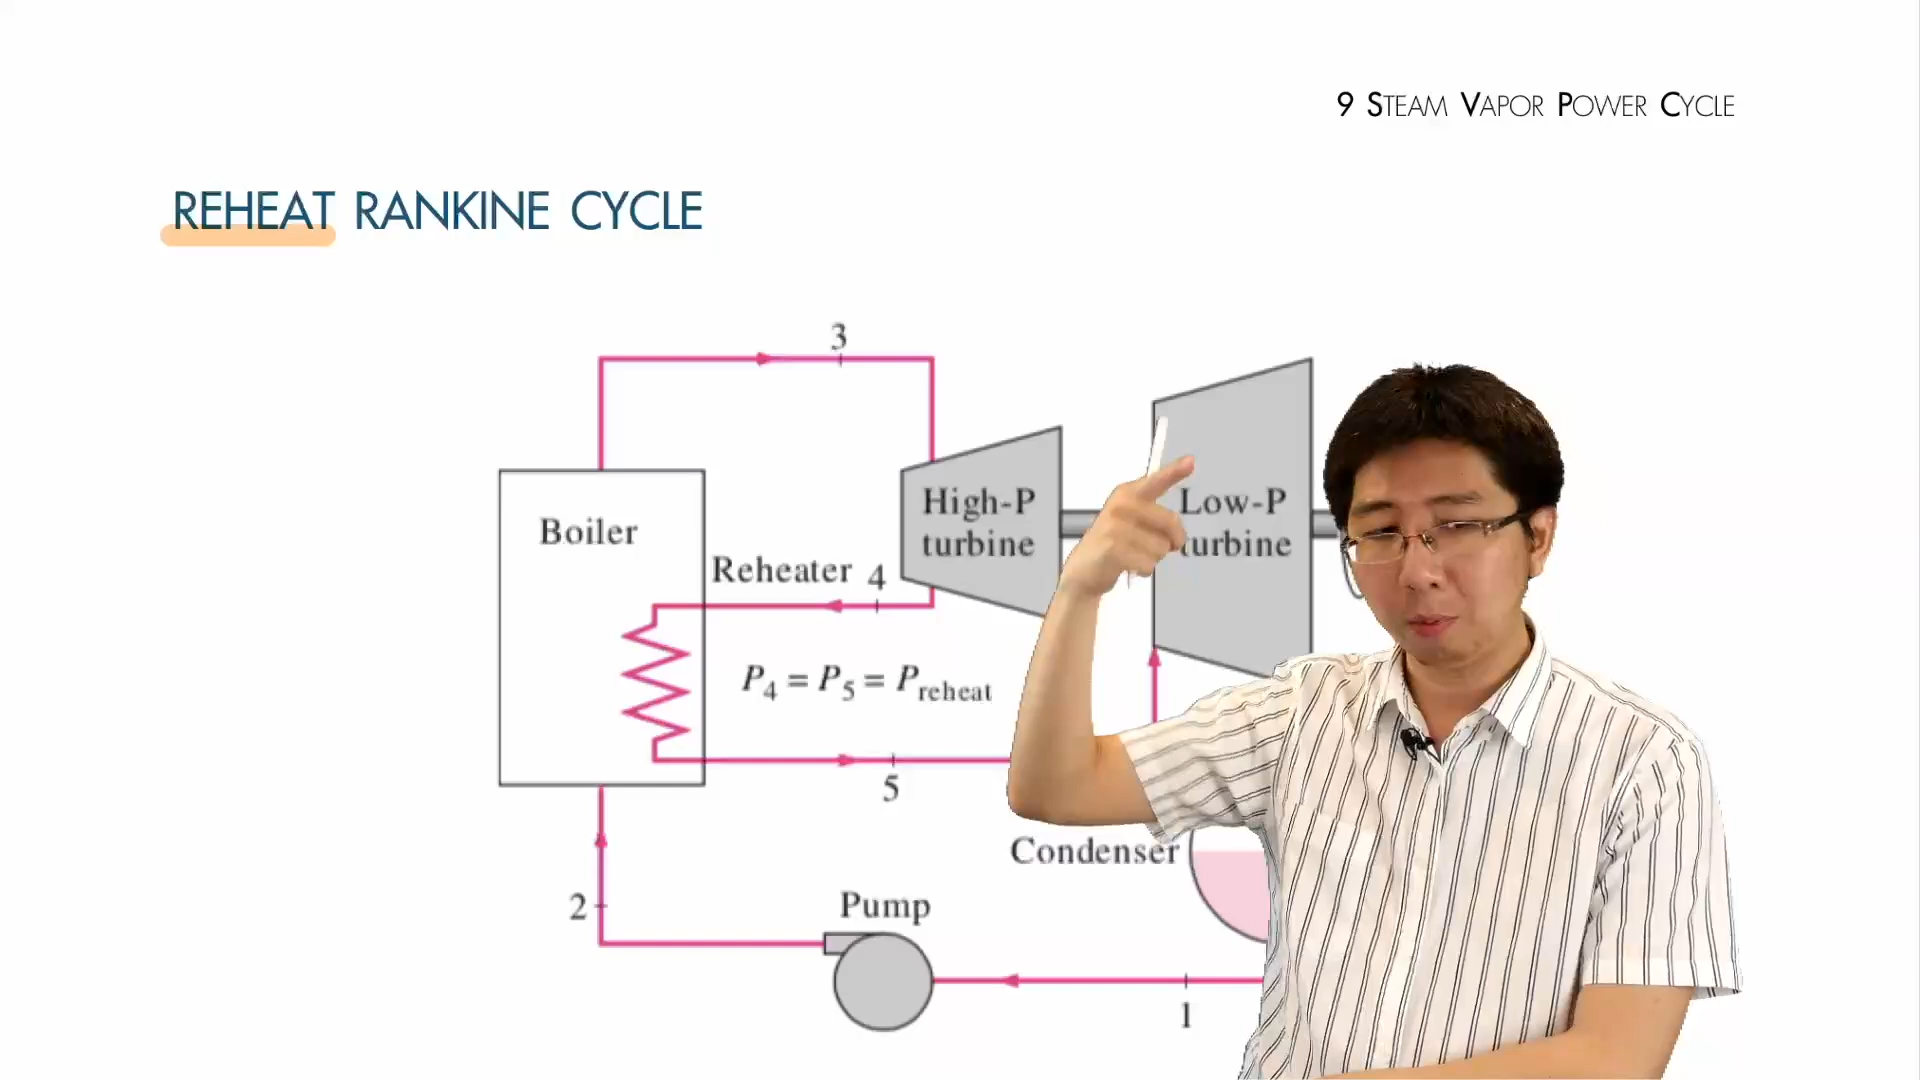 9 STEAM VAPOR POWER CYCLE
REHEAT RANKINE CYCLE
3
High-P
turbine
Low-P
turbine
Boiler
Reheater 4
P4 = P5 = Preheat
5
Condenser
Pump
2
1